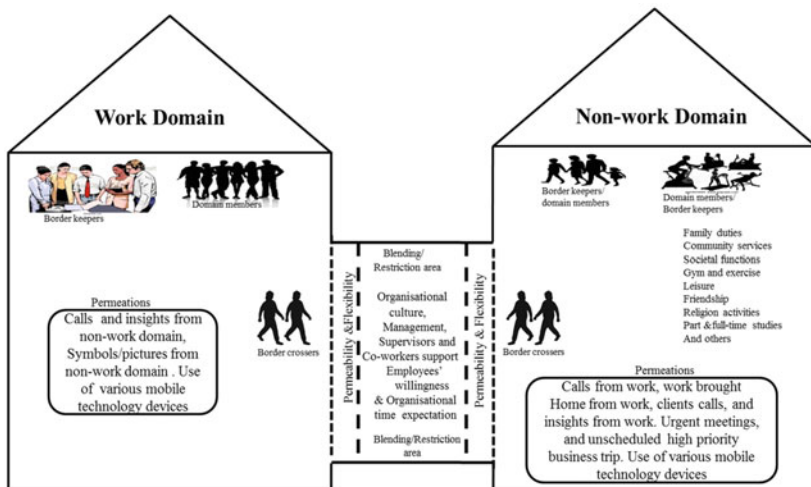 Work Domain
Border keepers
Domain members
Permeations
Calls and insights from
non-work domain,
Symbols/pictures from
non-work domain . Use
of various mobile
technology devices
Border crossers
Permeability &Flexibility
Blending/
Restriction area
Organisational
culture,
Management,
Supervisors and
Co-workers support
Employees'
willingness
& Organisational
time expectation
Blending/Restriction
area
Permeability & Flexibility
Non-work Domain
Border keepers/
domain members
Domain members/
Border keepers
Family duties
Community services
Societal functions
Gym and exercise
Leisure
Friendship
Religion activities
Part &full-time studies
And others
Border crossers
Permeations
Calls from work, work brought
Home from work, clients calls, and
insights from work. Urgent meetings,
and unscheduled high priority
business trip. Use of various mobile
technology devices